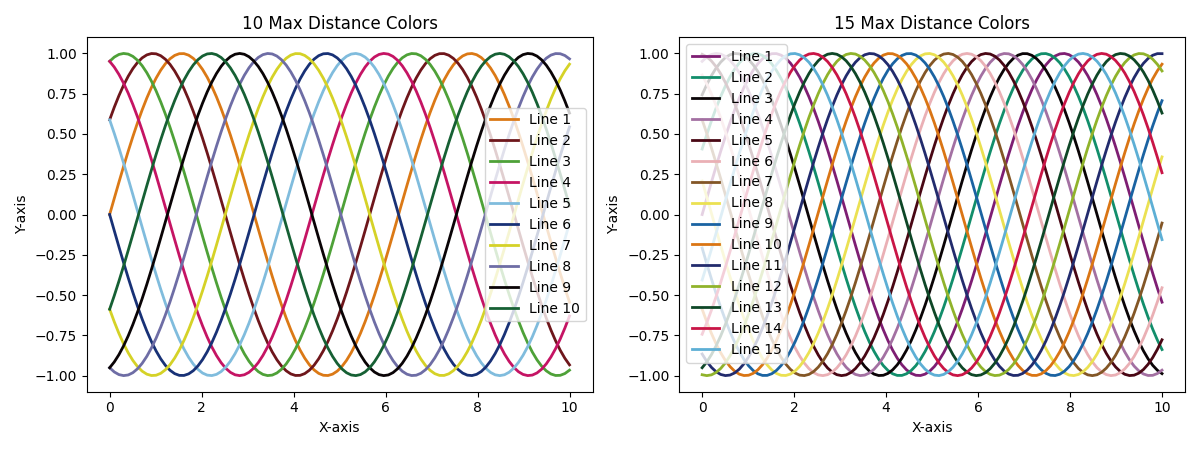 10 Max Distance Colors
1.00
0.75
0.50
0.25
0.00
−0.25
−0.50
−0.75
−1.00
Y-axis
0
2
4
6
8
10
X-axis
Line 1
Line 2
Line 3
Line 4
Line 5
Line 6
Line 7
Line 8
Line 9
Line 10
15 Max Distance Colors
1.00
0.75
0.50
0.25
0.00
−0.25
−0.50
−0.75
−1.00
Y-axis
0
2
4
6
8
10
X-axis
Line 1
Line 2
Line 3
Line 4
Line 5
Line 6
Line 7
Line 8
Line 9
Line 10
Line 11
Line 12
Line 13
Line 14
Line 15